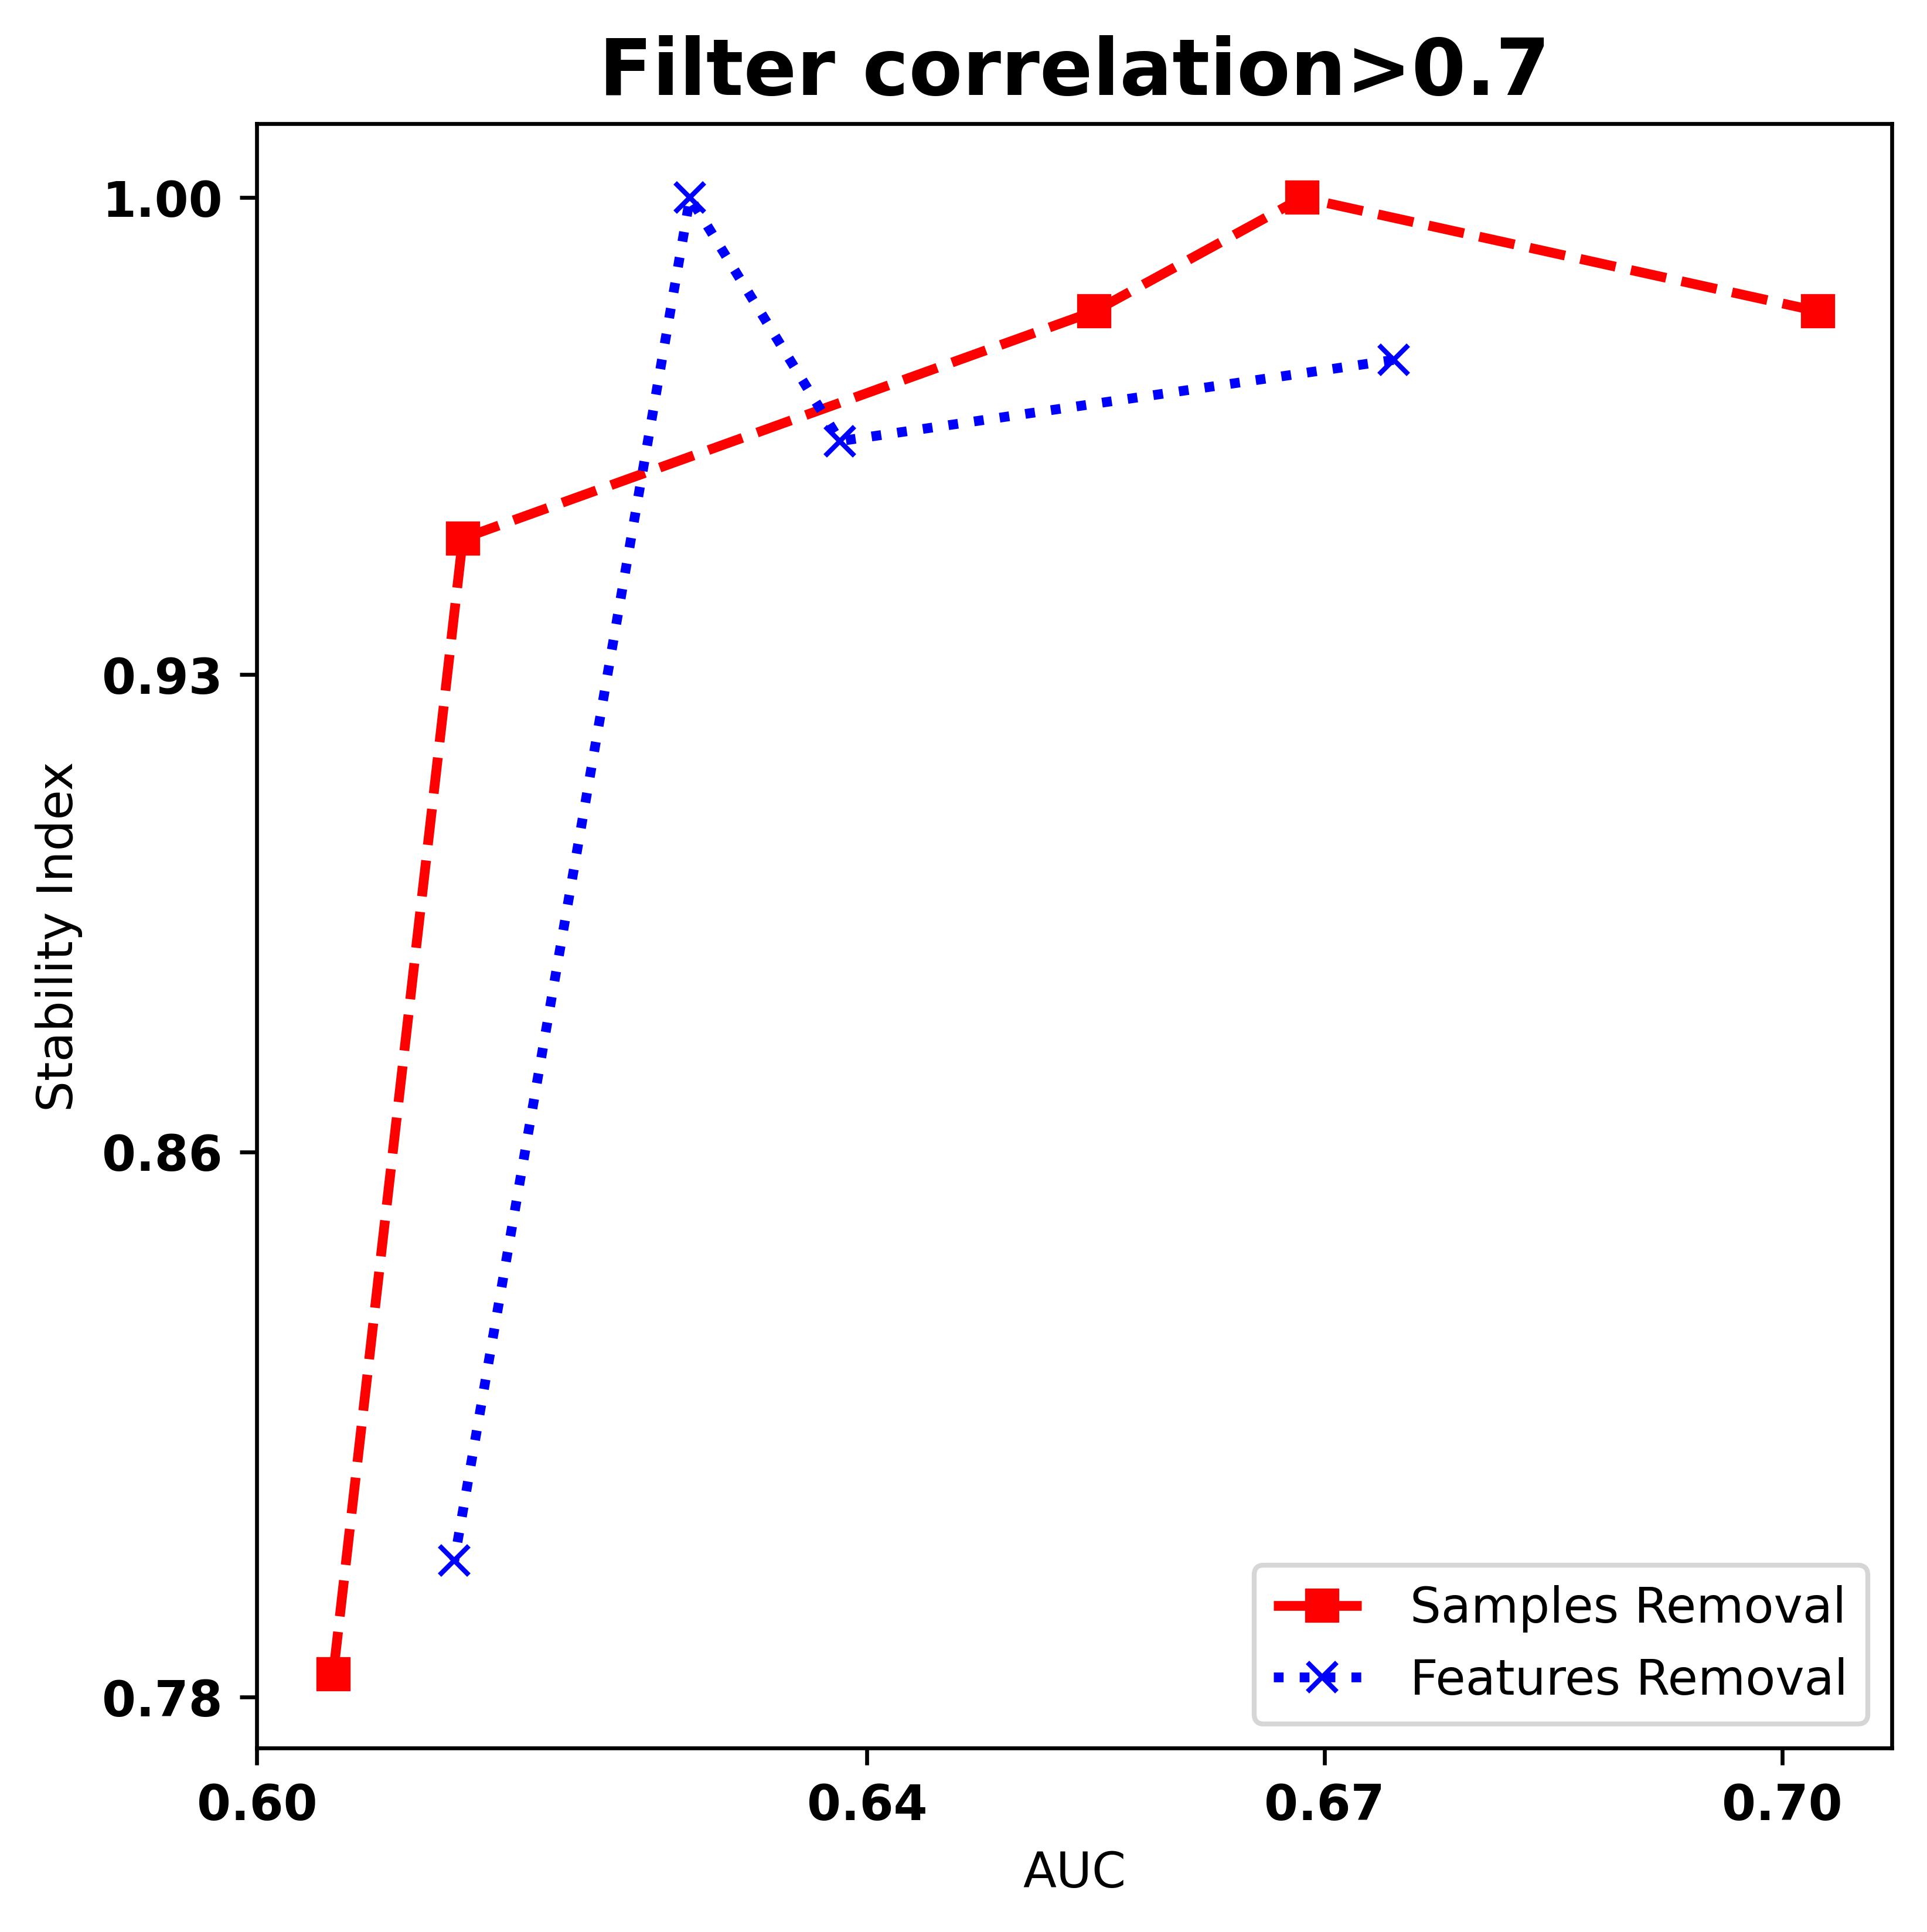 Filter correlation>0.7
1.00
0.93
0.86
0.78
Stability Index
0.60
0.64
0.67
0.70
AUC
Samples Removal
Features Removal